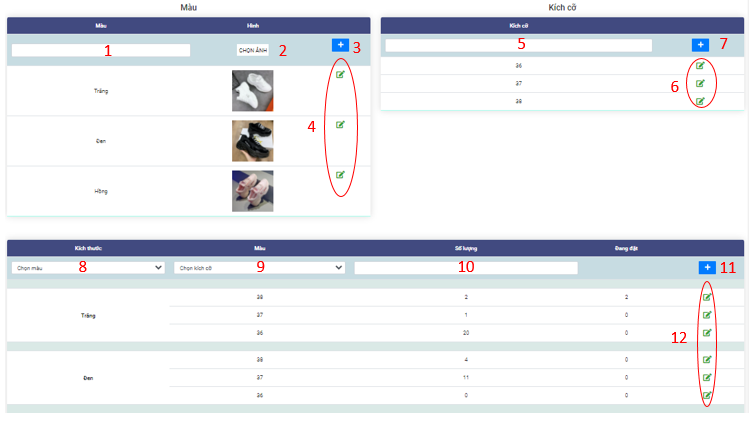 Màu
Kích cỡ
Màu Hình
Kích cỡ
1 CHỌN ẢNH 2 + 3
5 + 7
Trắng
36
37
38
6
4
Đen
Hồng
Kích thước Màu Số lượng Đang đặt
Chọn màu 8 Chọn kích cỡ 9 10 + 11
Trắng
38 2 2
37 1 0
36 20 0
12
Đen
38 4 0
37 11 0
36 0 0